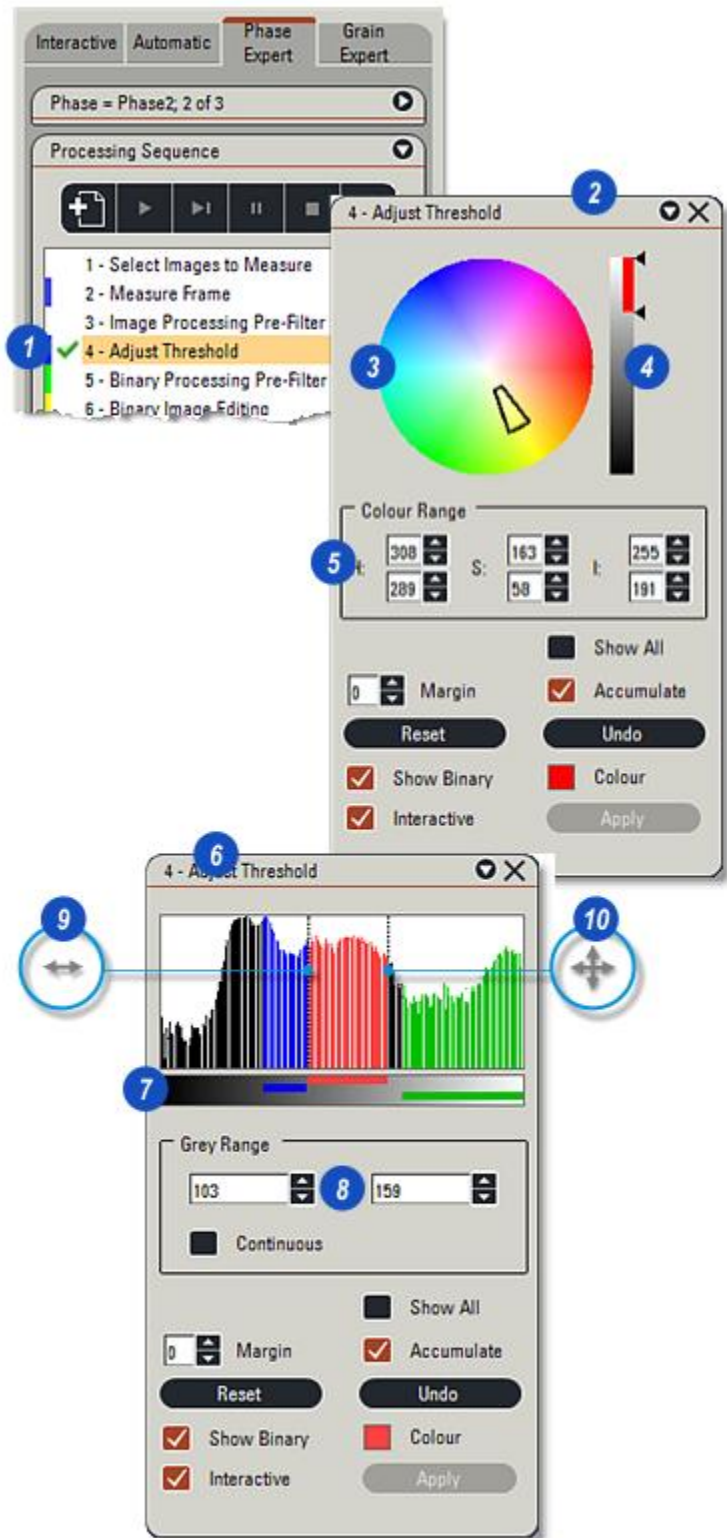 Interactive Automatic Phase Expert Grain Expert
Phase = Phase2; 2 of 3
Processing Sequence
1 - Select Images to Measure
2 - Measure Frame
3 - Image Processing Pre-Filter
1 4 - Adjust Threshold
5 - Binary Processing Pre-Filter
6 - Binary Image Editing
2
4 - Adjust Threshold
3 4
Colour Range
5 H: 308 S: 163 I: 255
289 58 191
Show All
0 Margin Accumulate
Reset Undo
Show Binary Colour
Interactive Apply
6
4 - Adjust Threshold
9 10
7
Grey Range
103 8 159
Continuous
Show All
0 Margin Accumulate
Reset Undo
Show Binary Colour
Interactive Apply